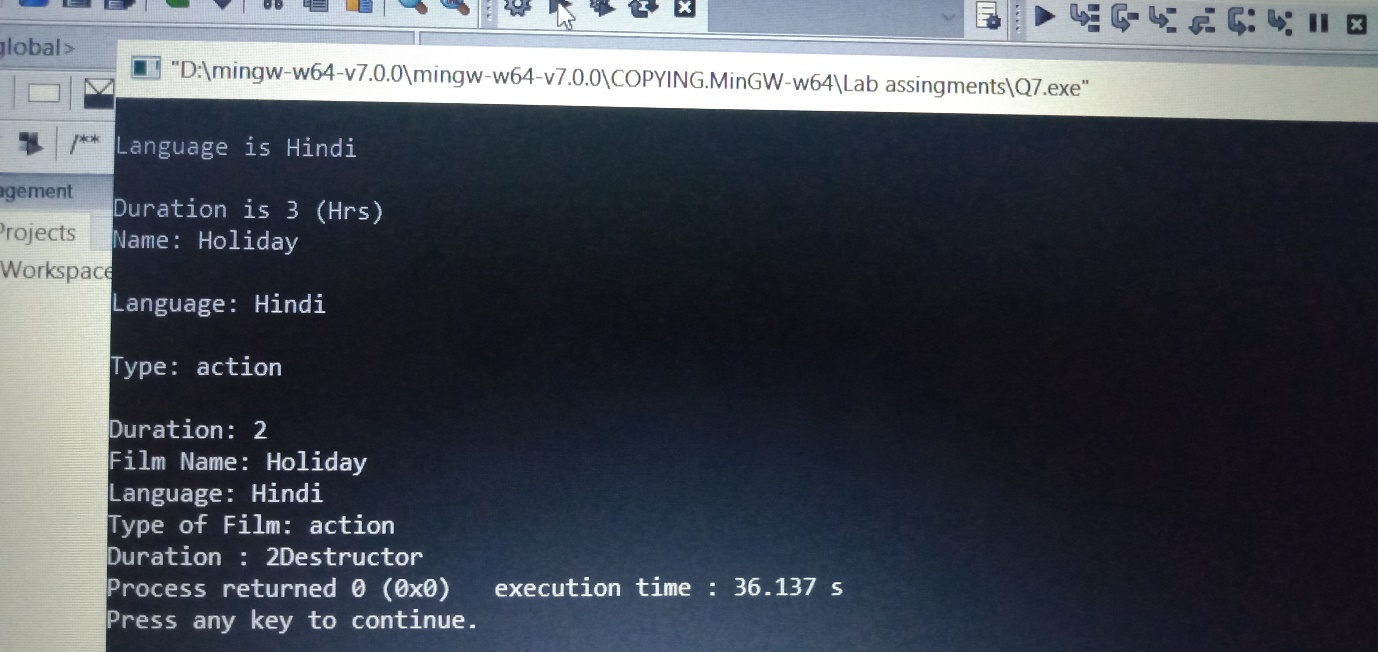 global>
"D:\mingw-w64-v7.0.0\mingw-w64-v7.0.0\COPYING.MinGW-w64\Lab assingments\Q7.exe"
/**
agement
Projects
Workspace
Language is Hindi
Duration is 3 (Hrs)
Name: Holiday
Language: Hindi
Type: action
Duration: 2
Film Name: Holiday
Language: Hindi
Type of Film: action
Duration : 2Destructor
Process returned 0 (0x0)   execution time : 36.137 s
Press any key to continue.